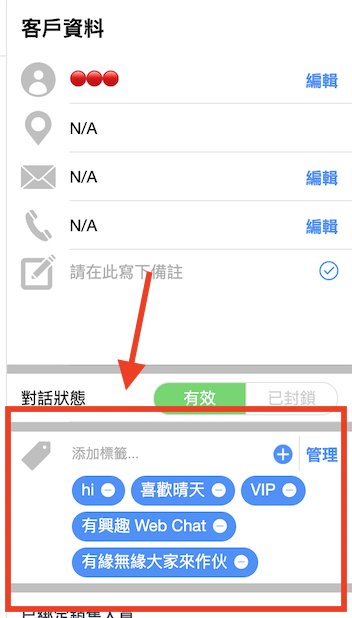 客戶資料
編輯
N/A
N/A 編輯
N/A 編輯
請在此寫下備註
對話狀態 有效 已封鎖
添加標籤... 管理
hi 喜歡晴天 VIP
有興趣 Web Chat
有緣無緣大家來作伙